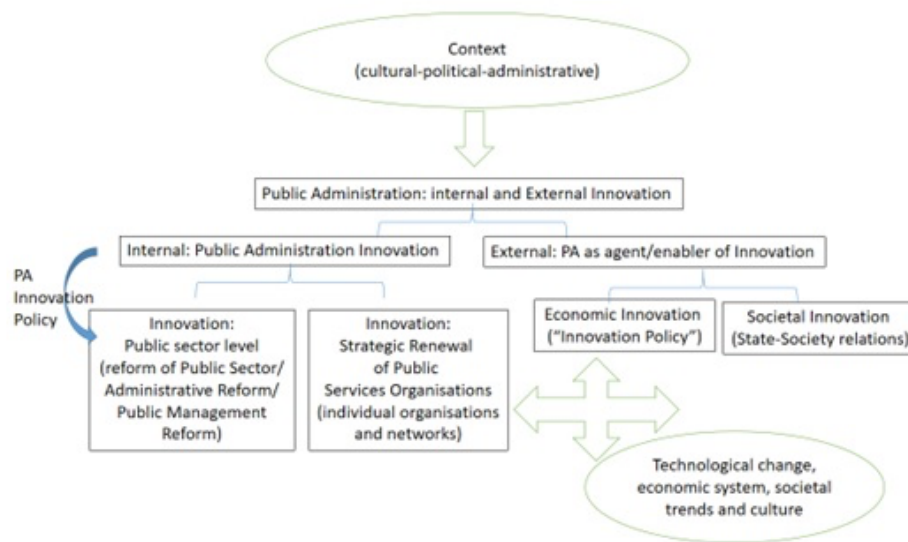 Context
(cultural-political-administrative)
Public Administration: internal and External Innovation
Internal: Public Administration Innovation
External: PA as agent/enabler of Innovation
PA
Innovation
Policy
Innovation:
Public sector level
(reform of Public Sector/
Administrative Reform/
Public Management
Reform)
Innovation:
Strategic Renewal
of Public
Services Organisations
(individual organisations
and networks)
Economic Innovation
(“Innovation Policy”)
Societal Innovation
(State-Society relations)
Technological change,
economic system, societal
trends and culture